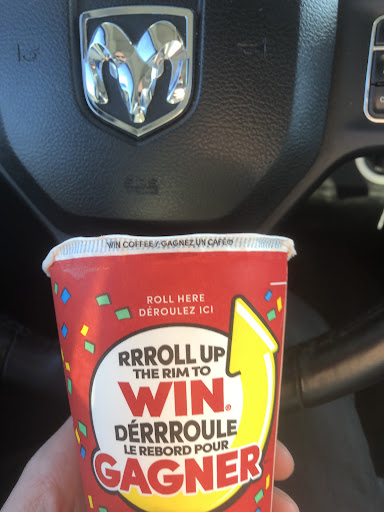 WIN COFFEE / GAGNEZ UN CAFÉ®
ROLL HERE
DÉROULEZ ICI
RRROLL UP
THE RIM TO
WIN®
DÉRRROULE
LE REBORD POUR
GAGNER